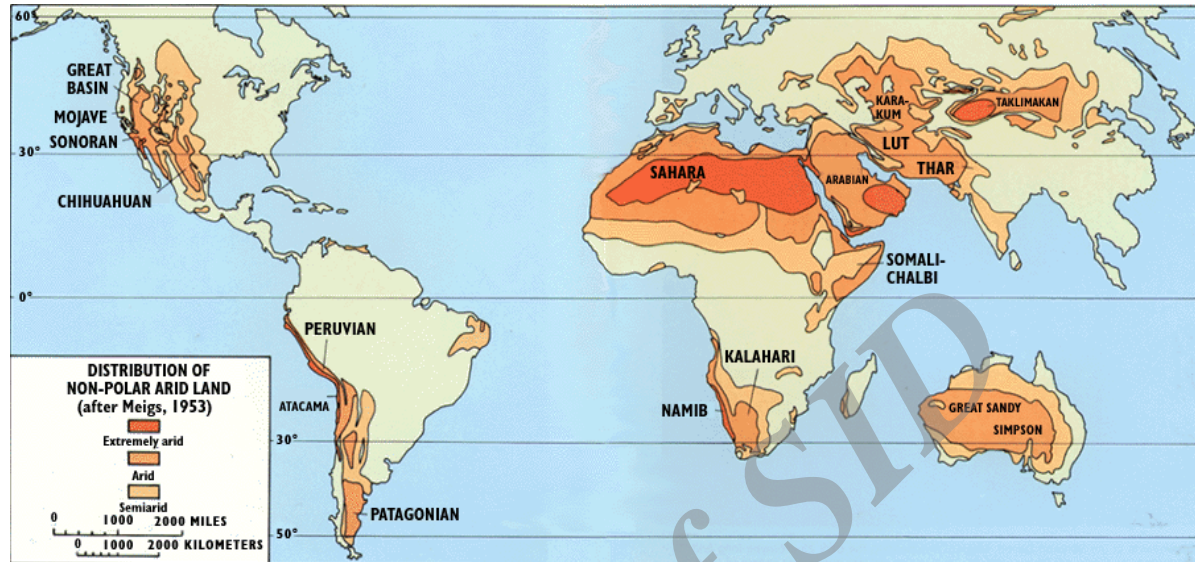 60°
GREAT
BASIN
MOJAVE
SONORAN
30°
CHIHUAHUAN
SAHARA
ARABIAN
KARA-
KUM
TAKLIMAKAN
LUT
THAR
SOMALI-
CHALBI
0°
PERUVIAN
ATACAMA
KALAHARI
NAMIB
GREAT SANDY
SIMPSON
30°
PATAGONIAN
50°
DISTRIBUTION OF
NON-POLAR ARID LAND
(after Meigs, 1953)
Extremely arid
Arid
Semiarid
0 1000 2000 MILES
0 1000 2000 KILOMETERS
of SID